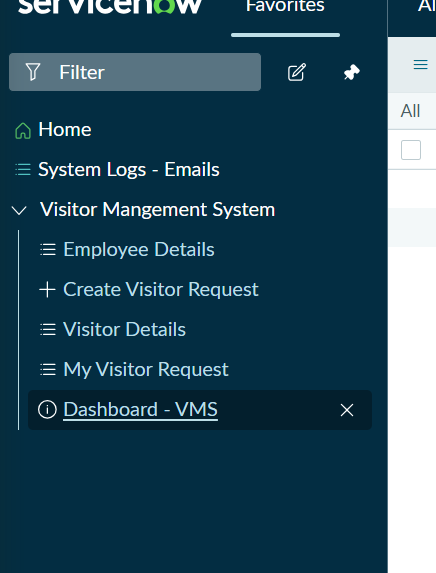 servicenow
Favorites
Al
Filter
Home
All
System Logs - Emails
Visitor Mangement System
Employee Details
Create Visitor Request
Visitor Details
My Visitor Request
Dashboard - VMS